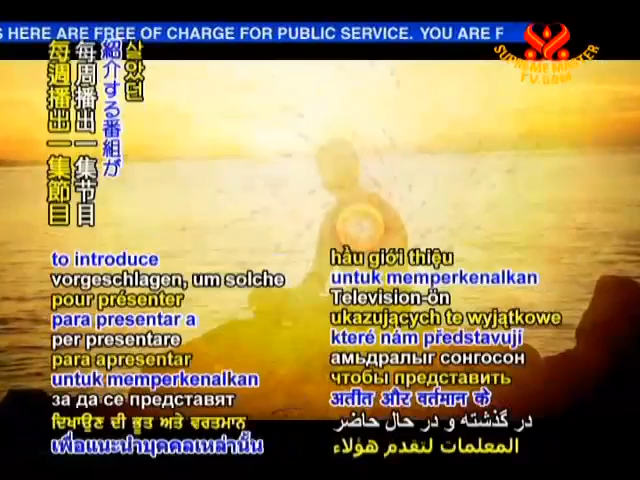 S HERE ARE FREE OF CHARGE FOR PUBLIC SERVICE. YOU ARE F
SUPREME MASTER
TV.COM
살았던
紹介する番組が
每周播出一集节目
每週播出一集節目
to introduce
vorgeschlagen, um solche
pour présenter
para presentar a
per presentare
para apresentar
untuk memperkenalkan
за да се представят
ਦਿਖਾਉਣ ਦੀ ਭੂਤ ਅਤੇ ਵਰਤਮਾਨ
เพื่อแนะนำบุคคลเหล่านั้น
hầu giới thiệu
untuk memperkenalkan
Television-ön
ukazujących te wyjątkowe
které nám představují
амьдралыг сонгосон
чтобы представить
अतीत और वर्तमान के
در گذشته و در حال حاضر
المعلمات لتقدم هؤلاء